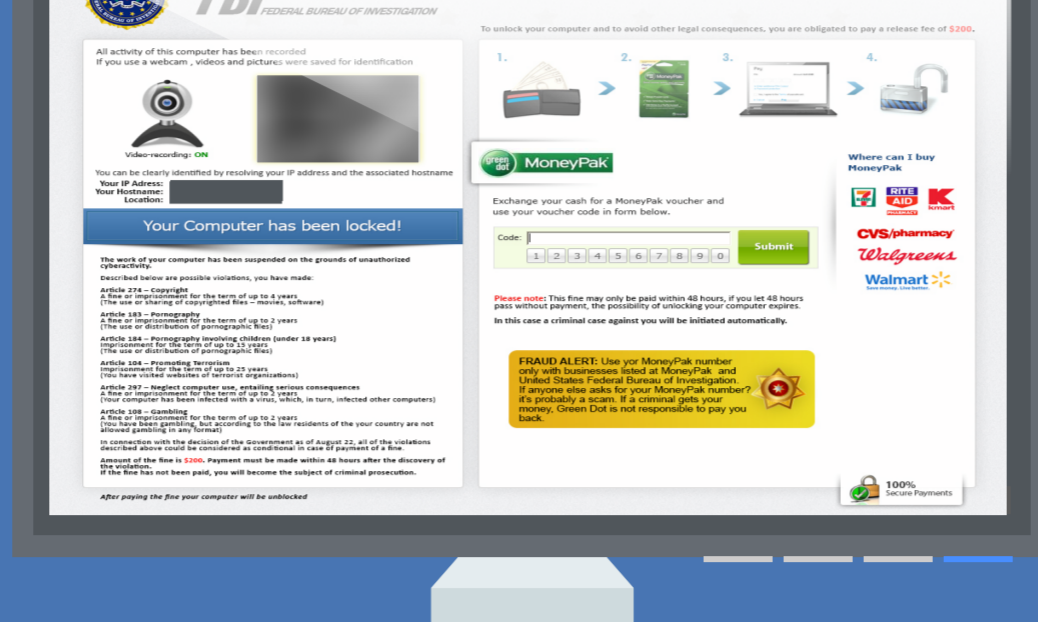 FBI FEDERAL BUREAU OF INVESTIGATION
To unlock your computer and to avoid other legal consequences, you are obligated to pay a release fee of $200.
All activity of this computer has been recorded
If you use a webcam , videos and pictures were saved for identification
Video-recording: ON
You can be clearly identified by resolving your IP address and the associated hostname
Your IP Adress:
Your Hostname:
Location:
Your Computer has been locked!
The work of your computer has been suspended on the grounds of unauthorized
cyberactivity.
Described below are possible violations, you have made:
Article 274 – Copyright
A fine or imprisonment for the term of up to 4 years
(The use or sharing of copyrighted files – movies, software)
Article 183 – Pornography
A fine or imprisonment for the term of up to 2 years
(The use or distribution of pornographic files)
Article 184 – Pornography involving children (under 18 years)
Imprisonment for the term of up to 15 years
(The use or distribution of pornographic files)
Article 104 – Promoting Terrorism
Imprisonment for the term of up to 25 years
(You have visited websites of terrorist organizations)
Article 297 – Neglect computer use, entailing serious consequences
A fine or imprisonment for the term of up to 2 years
(Your computer has been infected with a virus, which, in turn, infected other computers)
Article 108 – Gambling
A fine or imprisonment for the term of up to 2 years
(You have been gambling, but according to the law residents of the your country are not
allowed gambling in any format)
In connection with the decision of the Government as of August 22, all of the violations
described above could be considered as conditional in case of payment of a fine.
Amount of the fine is $200. Payment must be made within 48 hours after the discovery of
the violation.
If the fine has not been paid, you will become the subject of criminal prosecution.
After paying the fine your computer will be unblocked
1. 2. 3. 4.
MoneyPak
green dot MoneyPak
Exchange your cash for a MoneyPak voucher and
use your voucher code in form below.
Code:
1 2 3 4 5 6 7 8 9 0
Submit
Please note: This fine may only be paid within 48 hours, if you let 48 hours
pass without payment, the possibility of unlocking your computer expires.
In this case a criminal case against you will be initiated automatically.
FRAUD ALERT: Use yor MoneyPak number
only with businesses listed at MoneyPak and
United States Federal Bureau of Investigation.
If anyone else asks for your MoneyPak number?
it's probably a scam. If a criminal gets your
money, Green Dot is not responsible to pay you
back.
Where can I buy
MoneyPak
7 ELEVEN
RITE
AID
PHARMACY
K
kmart
CVS/pharmacy
Walgreens
Walmart
Save money. Live better.
100%
Secure Payments